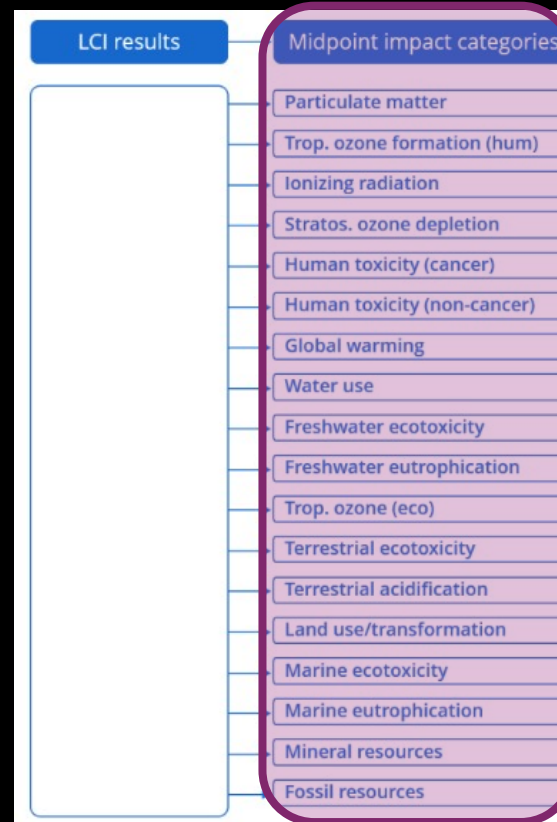 LCI results
Midpoint impact categories
Particulate matter
Trop. ozone formation (hum)
Ionizing radiation
Stratos. ozone depletion
Human toxicity (cancer)
Human toxicity (non-cancer)
Global warming
Water use
Freshwater ecotoxicity
Freshwater eutrophication
Trop. ozone (eco)
Terrestrial ecotoxicity
Terrestrial acidification
Land use/transformation
Marine ecotoxicity
Marine eutrophication
Mineral resources
Fossil resources